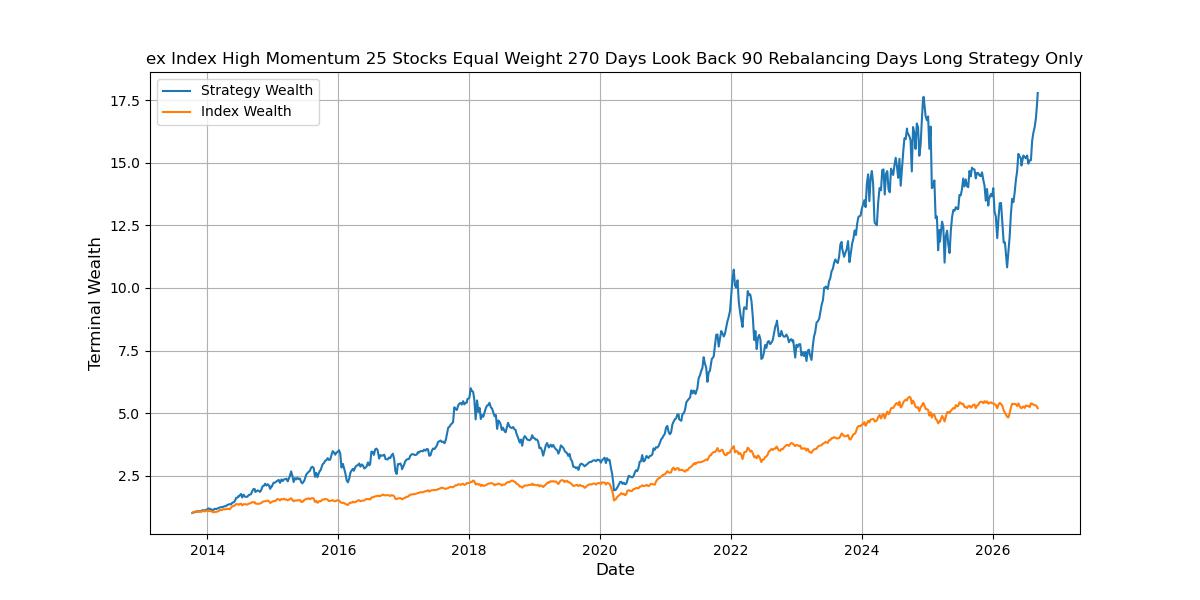 ex Index High Momentum 25 Stocks Equal Weight 270 Days Look Back 90 Rebalancing Days Long Strategy Only
Strategy Wealth
Index Wealth
17.5
15.0
12.5
10.0
7.5
5.0
2.5
Terminal Wealth
2014 2016 2018 2020 2022 2024 2026
Date